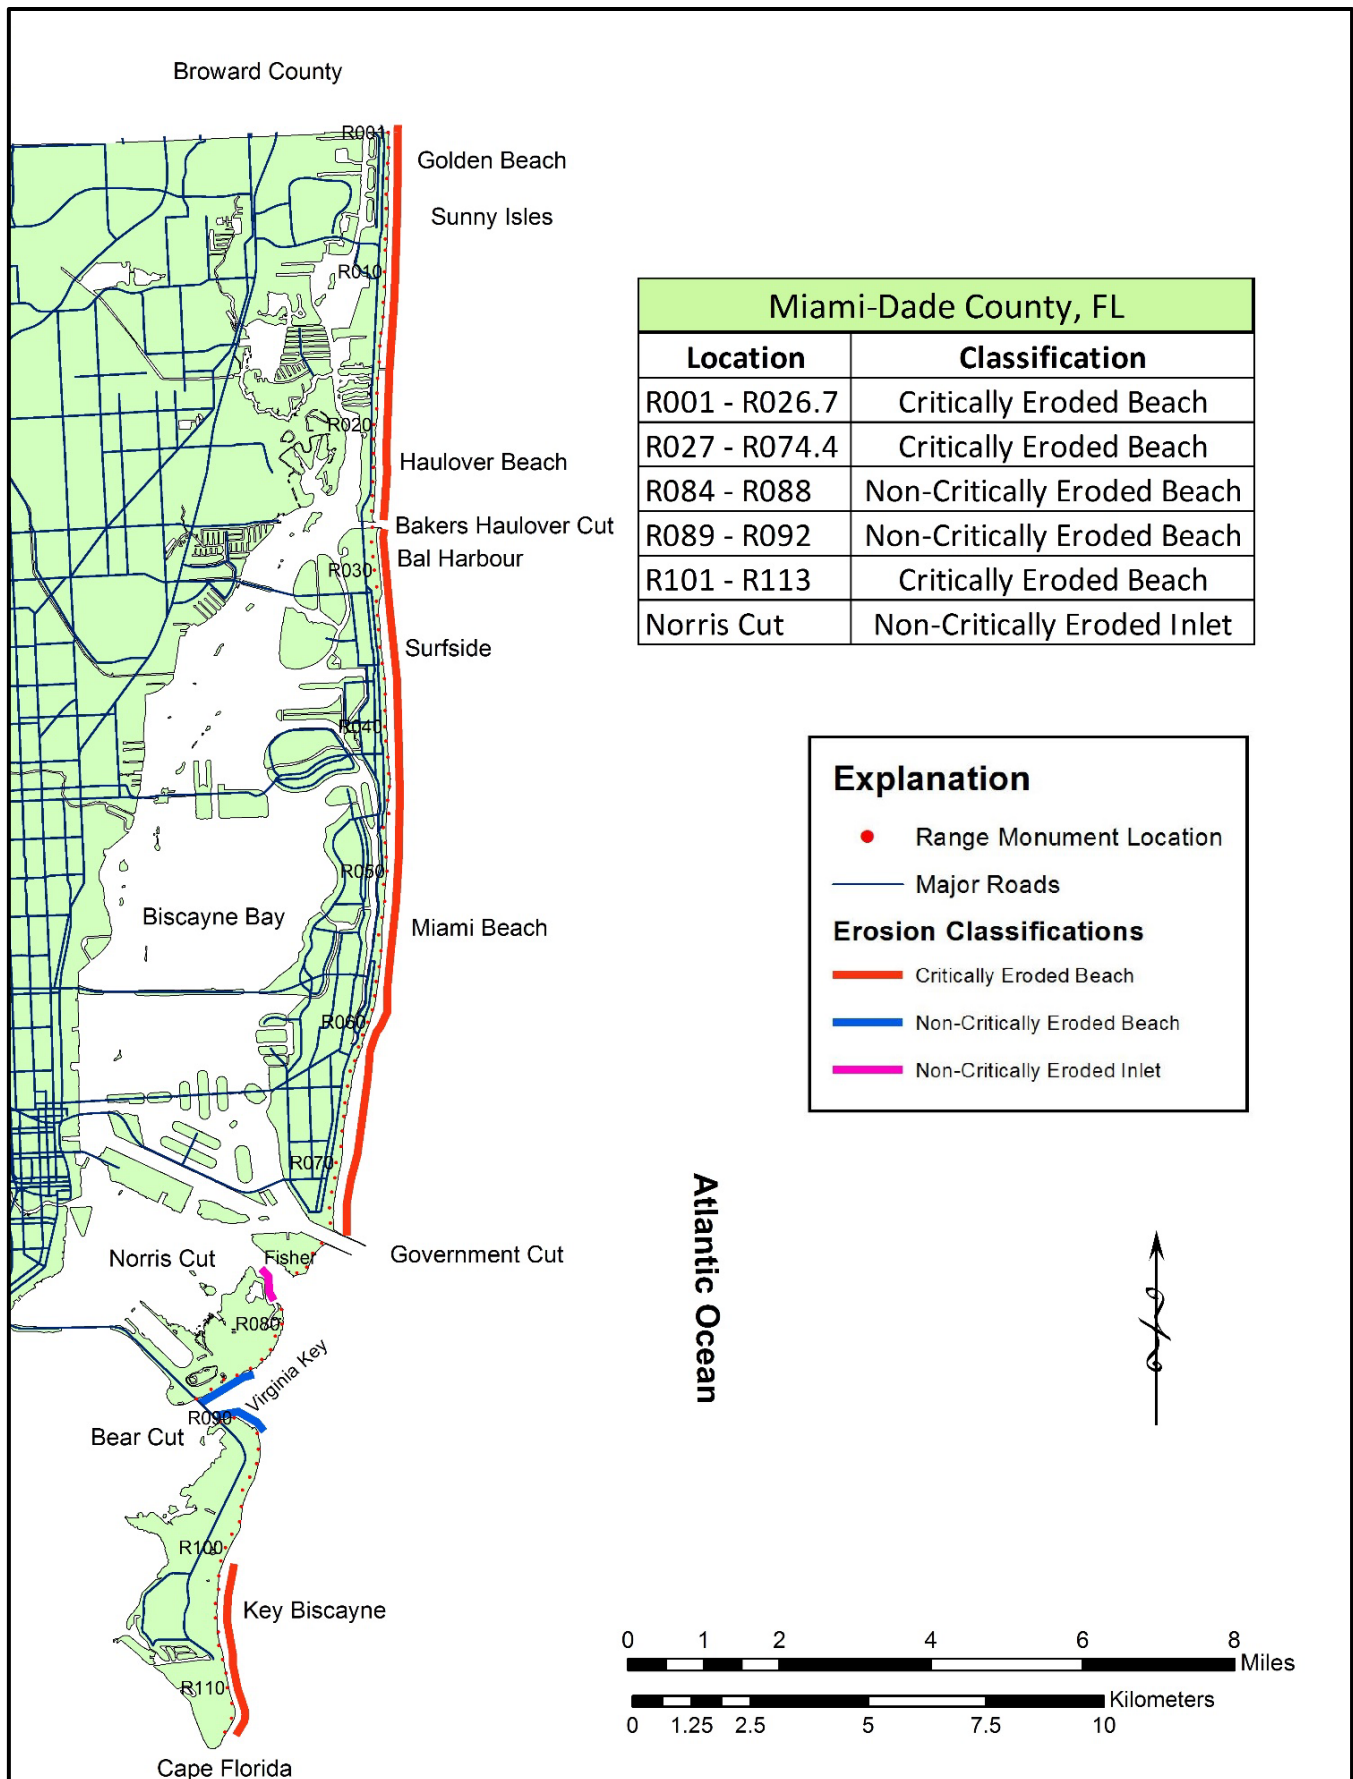 Broward County
R001
Golden Beach
Sunny Isles
R010
Miami-Dade County, FL
Location Classification
R001 - R026.7 Critically Eroded Beach
R027 - R074.4 Critically Eroded Beach
R084 - R088 Non-Critically Eroded Beach
R089 - R092 Non-Critically Eroded Beach
R101 - R113 Critically Eroded Beach
Norris Cut Non-Critically Eroded Inlet
R020
Haulover Beach
Bakers Haulover Cut
Bal Harbour
R030
Surfside
R040
Explanation
Range Monument Location
Major Roads
Erosion Classifications
Critically Eroded Beach
Non-Critically Eroded Beach
Non-Critically Eroded Inlet
R050
Biscayne Bay
Miami Beach
R060
R070
Atlantic Ocean
Norris Cut
Fisher
Government Cut
R080
Virginia Key
R090
Bear Cut
R100
Key Biscayne
R110
Cape Florida
0 1 2 4 6 8
Miles
Kilometers
0 1.25 2.5 5 7.5 10